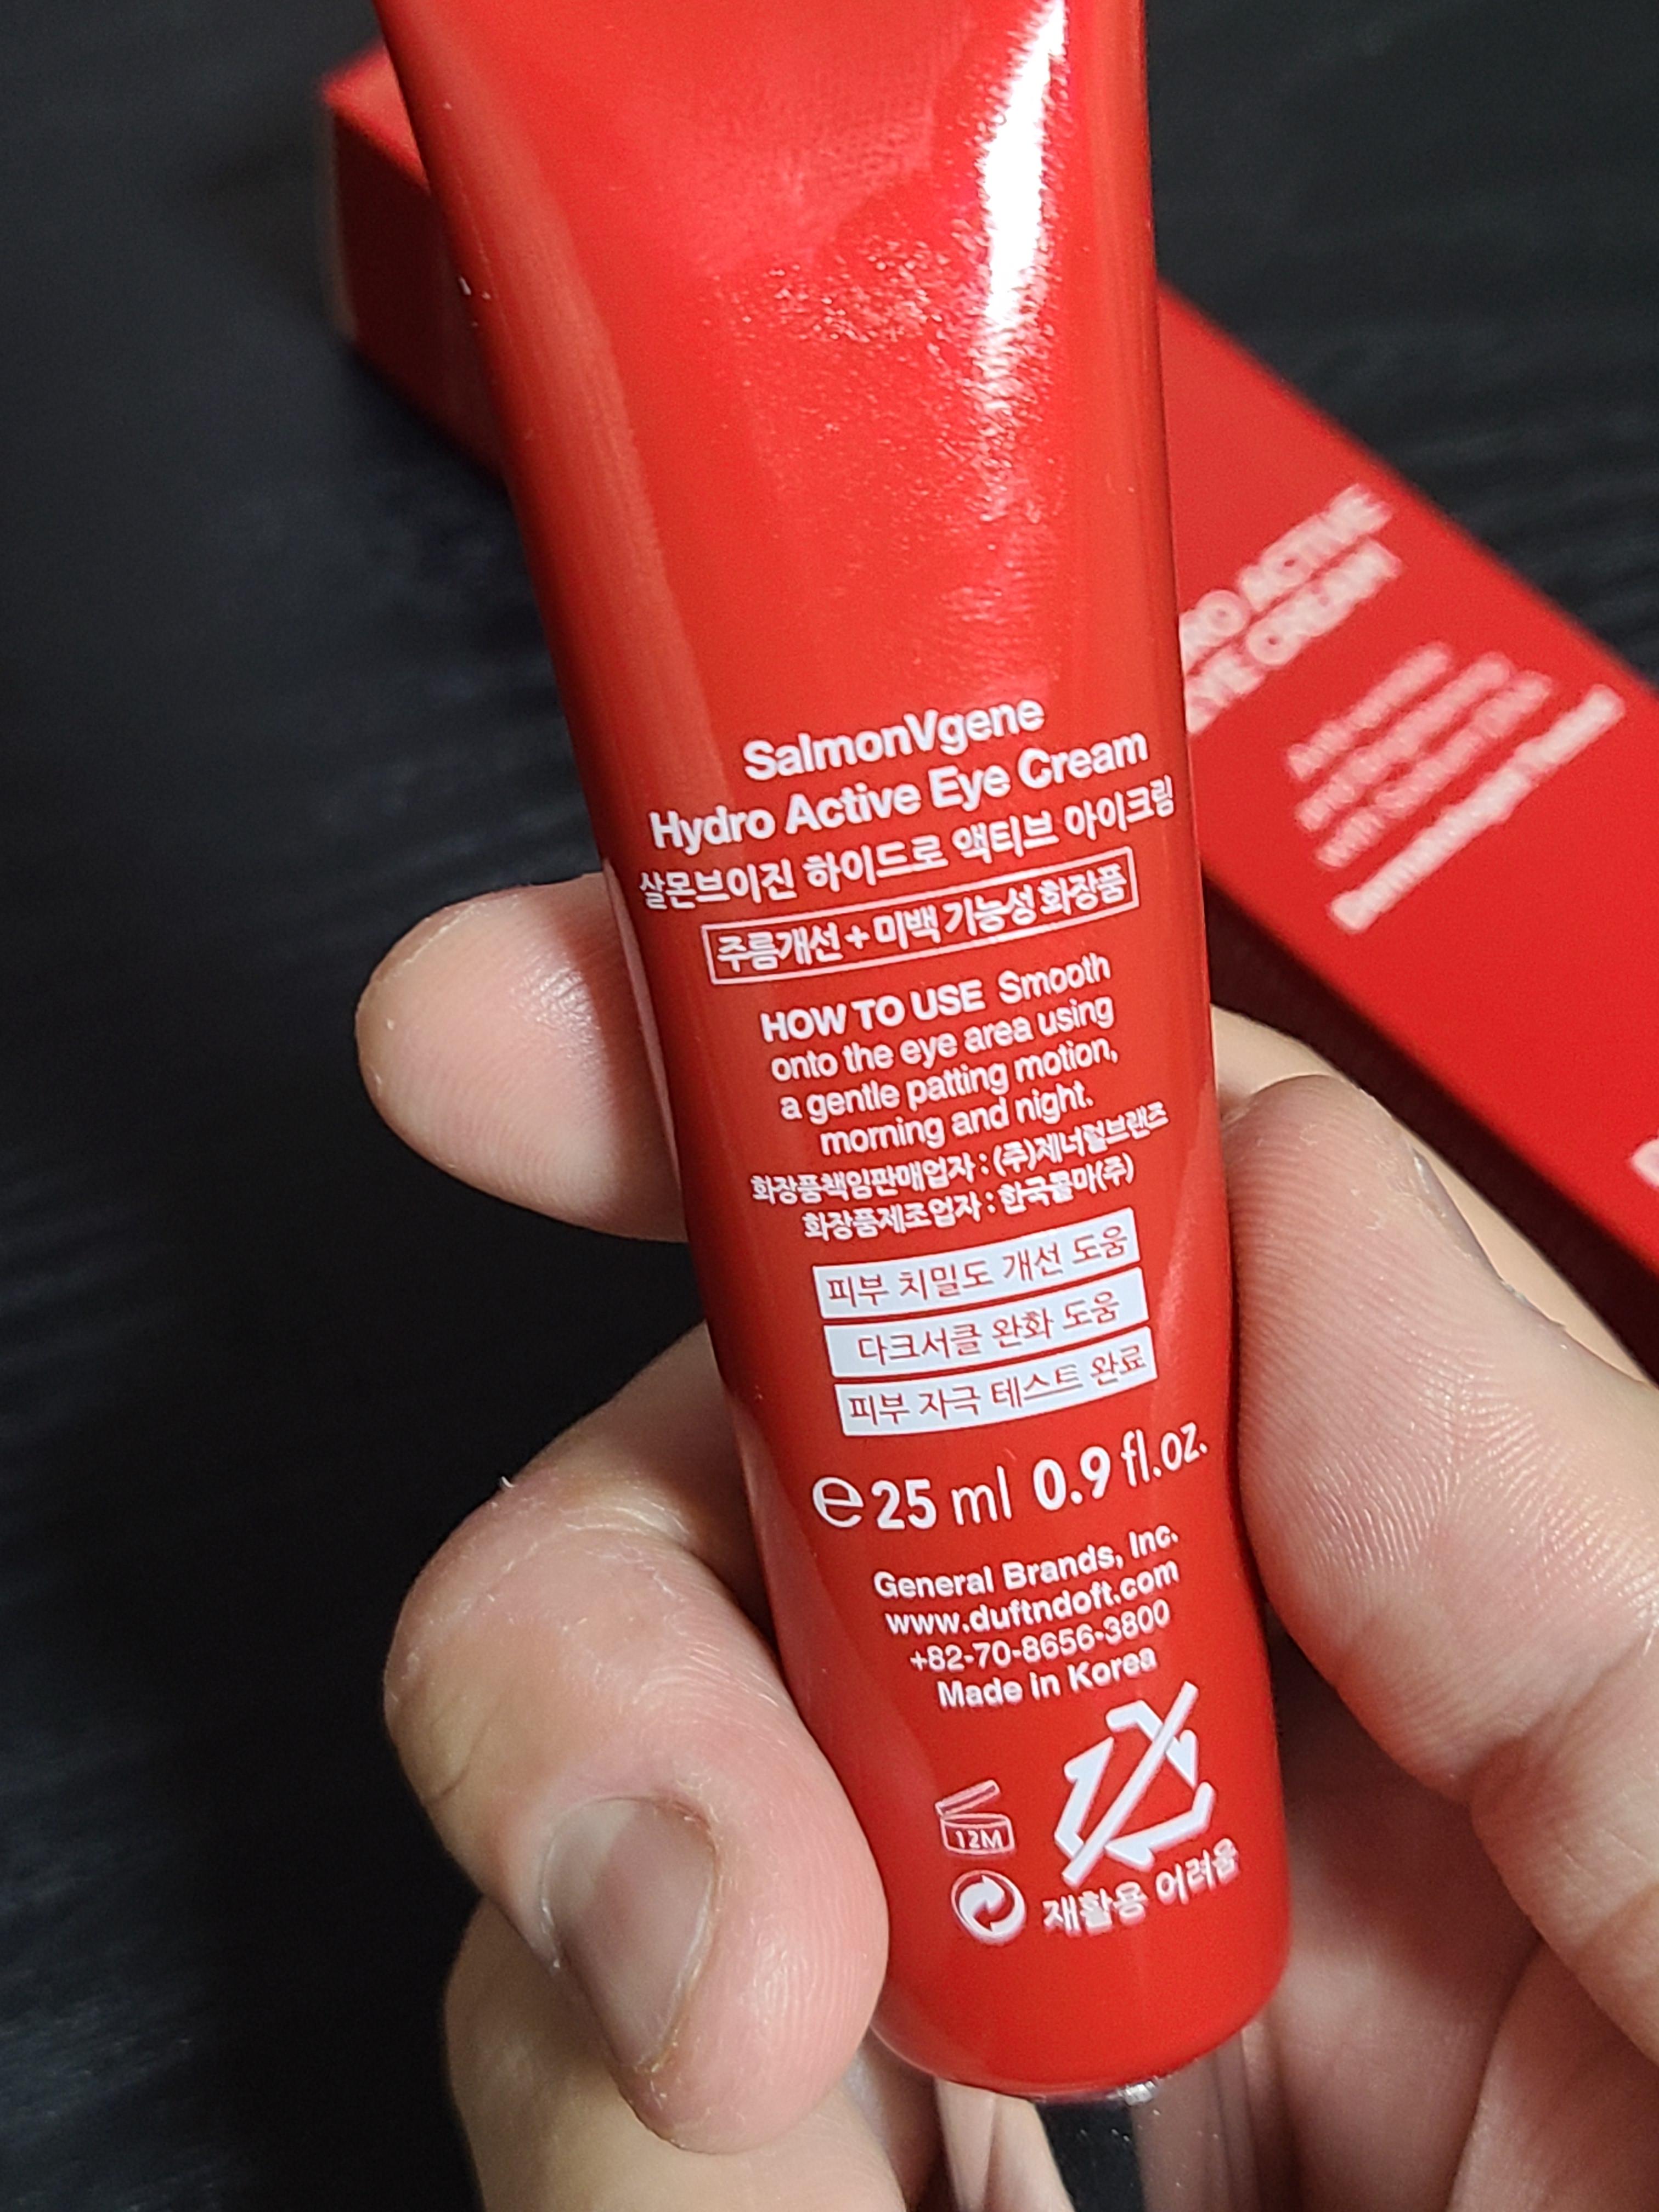 SalmonVgene
Hydro Active Eye Cream
살몬브이진 하이드로 액티브 아이크림
주름개선 + 미백 기능성 화장품
HOW TO USE Smooth
onto the eye area using
a gentle patting motion,
morning and night.
화장품책임판매업자 : (주)제너럴브랜즈
화장품제조업자 : 한국콜마(주)
피부 치밀도 개선 도움
다크서클 완화 도움
피부 자극 테스트 완료
℮25 ml 0.9 fl.oz.
General Brands, Inc.
www.duftndoft.com
+82-70-8656-3800
Made in Korea
12M
재활용 어려움
RO ACTIVE
EYE CREAM